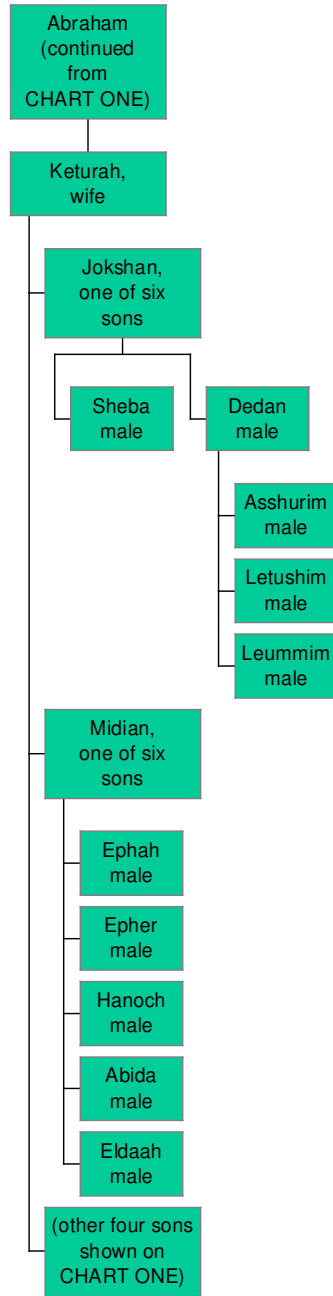 Abraham
(continued
from
CHART ONE)
Keturah,
wife
Jokshan,
one of six
sons
Sheba
male
Dedan
male
Asshurim
male
Letushim
male
Leummim
male
Midian,
one of six
sons
Ephah
male
Epher
male
Hanoch
male
Abida
male
Eldaah
male
(other four sons
shown on
CHART ONE)